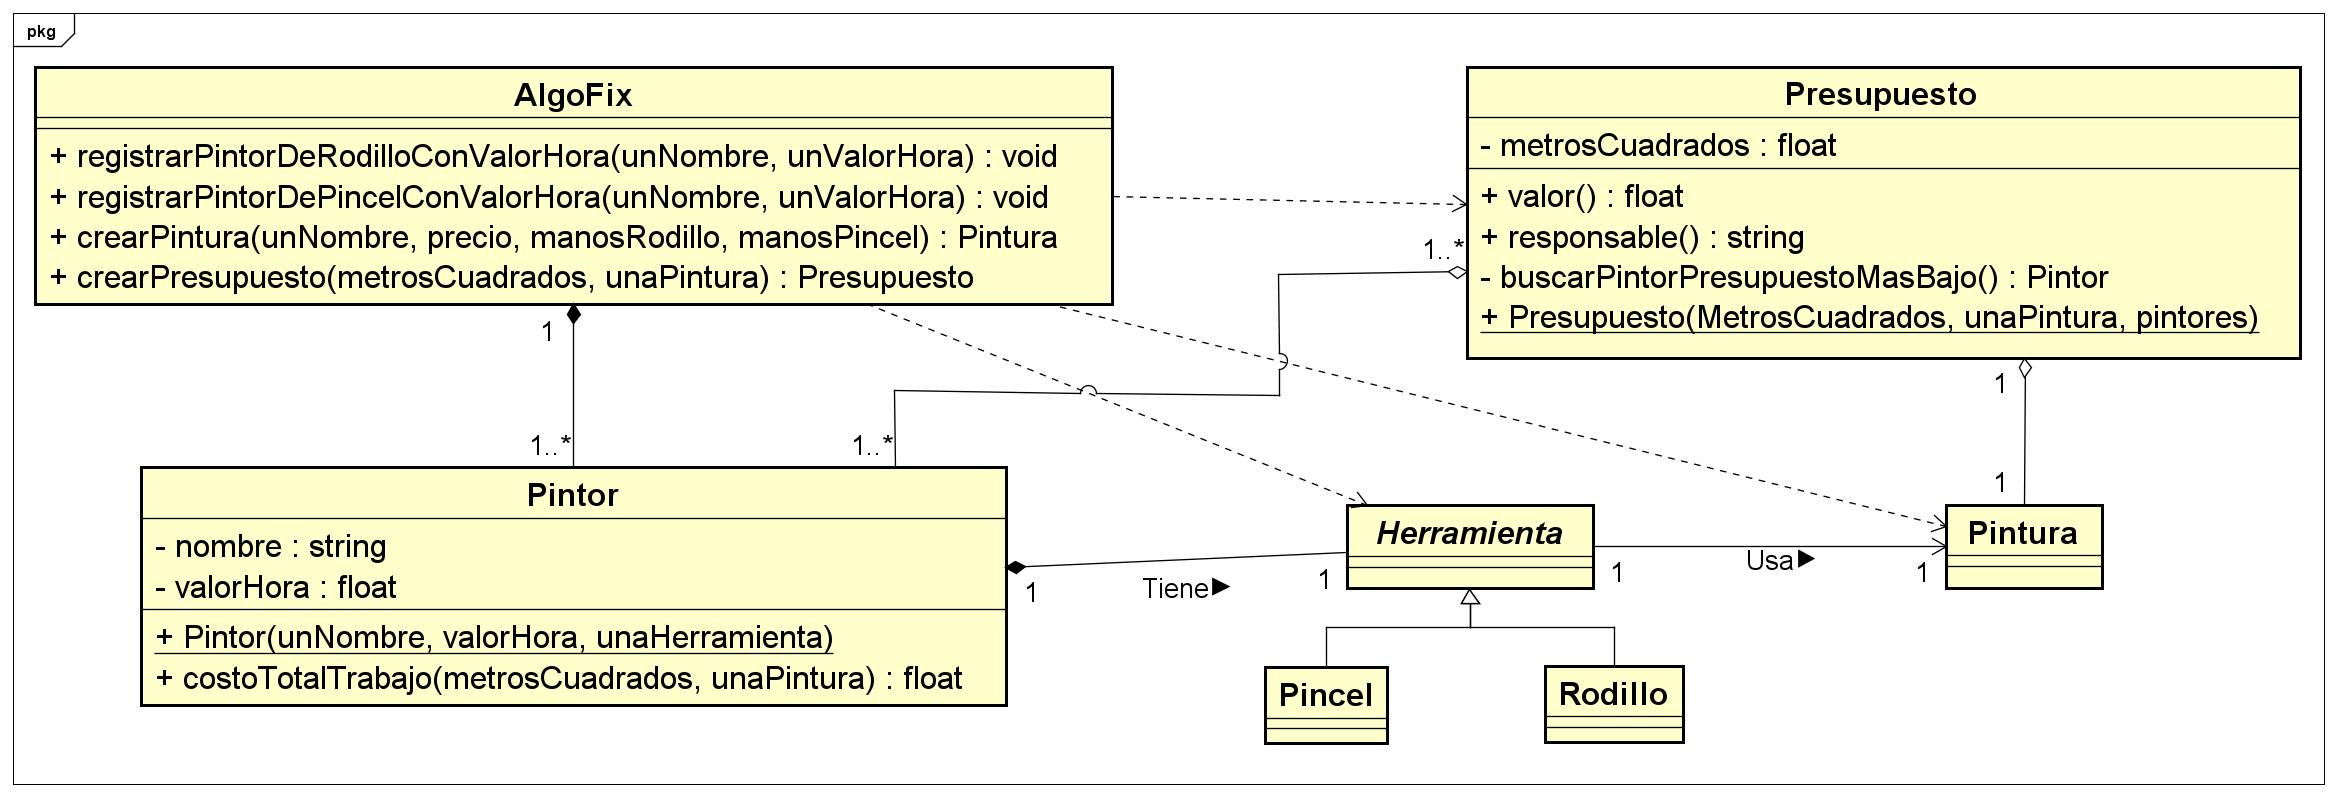 pkg
AlgoFix
+ registrarPintorDeRodilloConValorHora(unNombre, unValorHora) : void
+ registrarPintorDePincelConValorHora(unNombre, unValorHora) : void
+ crearPintura(unNombre, precio, manosRodillo, manosPincel) : Pintura
+ crearPresupuesto(metrosCuadrados, unaPintura) : Presupuesto
Presupuesto
- metrosCuadrados : float
+ valor() : float
+ responsable() : string
- buscarPintorPresupuestoMasBajo() : Pintor
+ Presupuesto(MetrosCuadrados, unaPintura, pintores)
1..*
1
1
1..*
1..*
1
Pintor
- nombre : string
- valorHora : float
+ Pintor(unNombre, valorHora, unaHerramienta)
+ costoTotalTrabajo(metrosCuadrados, unaPintura) : float
1
Tiene
1
Herramienta
1
Usa
1
Pintura
Pincel
Rodillo